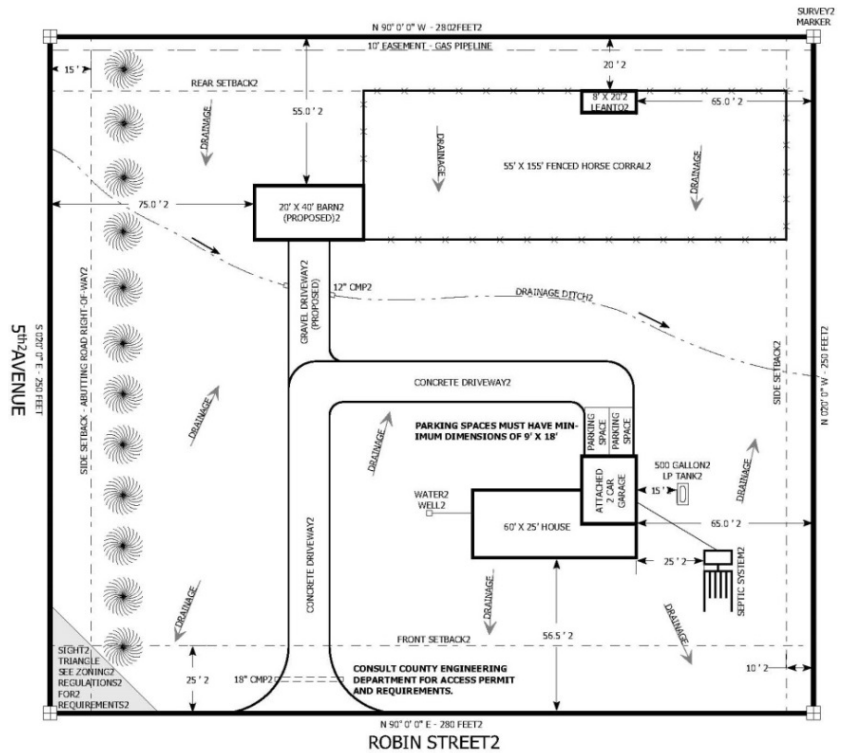 SURVEY2
MARKER
N 90° 0' 0" W - 2802FEET2
10' EASEMENT - GAS PIPELINE
15 ' 2
REAR SETBACK2
20 ' 2
55.0 ' 2
8' X 20'2
LEANTO2
65.0 ' 2
DRAINAGE
DRAINAGE
55' X 155' FENCED HORSE CORRAL2
DRAINAGE
20' X 40' BARN2
(PROPOSED)2
75.0 ' 2
GRAVEL DRIVEWAY2
(PROPOSED)
12" CMP2
DRAINAGE DITCH2
SIDE SETBACK - ABUTTING ROAD RIGHT-OF-WAY2
5th2AVENUE
S 020' 0" E - 250 FEET
SIDE SETBACK2
N 020' 0" W - 250 FEET2
CONCRETE DRIVEWAY2
DRAINAGE
DRAINAGE
PARKING SPACES MUST HAVE MIN-
IMUM DIMENSIONS OF 9' X 18'
PARKING
SPACE
PARKING
SPACE
ATTACHED
2 CAR
GARAGE
500 GALLON2
LP TANK2
15 ' 2
DRAINAGE
WATER2
WELL2
60' X 25' HOUSE
65.0 ' 2
CONCRETE DRIVEWAY2
25 ' 2
SEPTIC SYSTEM2
DRAINAGE
DRAINAGE
56.5 ' 2
DRAINAGE
FRONT SETBACK2
SIGHT2
TRIANGLE
SEE ZONING2
REGULATIONS2
FOR2
REQUIREMENTS2
25 ' 2
18" CMP2
CONSULT COUNTY ENGINEERING
DEPARTMENT FOR ACCESS PERMIT
AND REQUIREMENTS.
10 ' 2
N 90° 0' 0" E - 280 FEET2
ROBIN STREET2